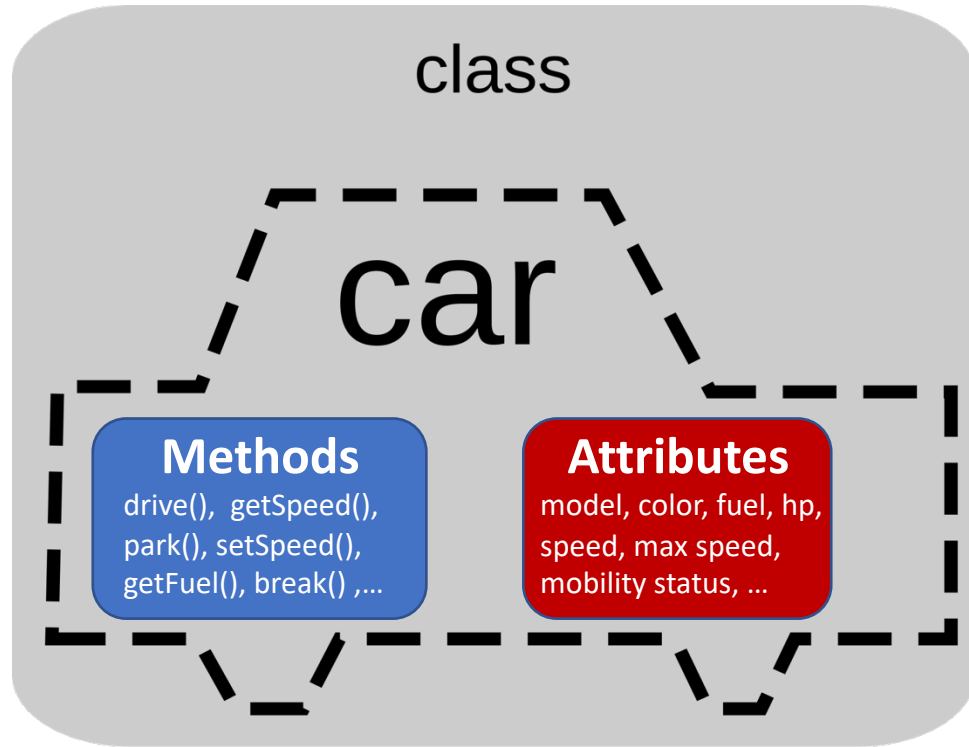 class
car
Methods
drive(), getSpeed(),
park(), setSpeed(),
getFuel(), break() ,...
Attributes
model, color, fuel, hp,
speed, max speed,
mobility status, ...